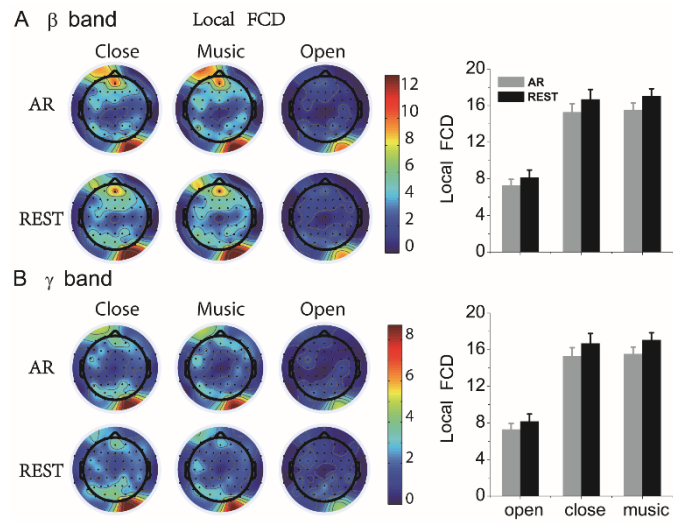 A β band Local FCD
Close Music Open
AR
REST
12
10
8
6
4
2
0
Local FCD
20
16
12
8
4
0
AR
REST
B γ band
Close Music Open
AR
REST
8
6
4
2
0
Local FCD
20
16
12
8
4
0
open close music